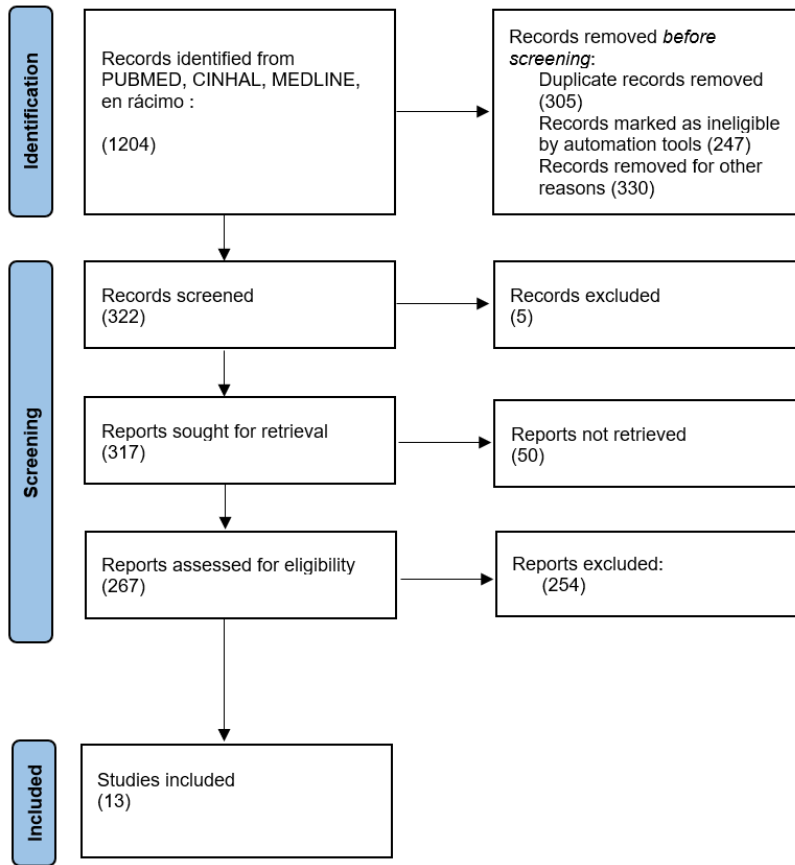 Identification
Records identified from
PUBMED, CINHAL, MEDLINE,
en rácimo :
(1204)
Records removed before
screening:
Duplicate records removed
(305)
Records marked as ineligible
by automation tools (247)
Records removed for other
reasons (330)
Screening
Records screened
(322)
Records excluded
(5)
Reports sought for retrieval
(317)
Reports not retrieved
(50)
Reports assessed for eligibility
(267)
Reports excluded:
(254)
Included
Studies included
(13)